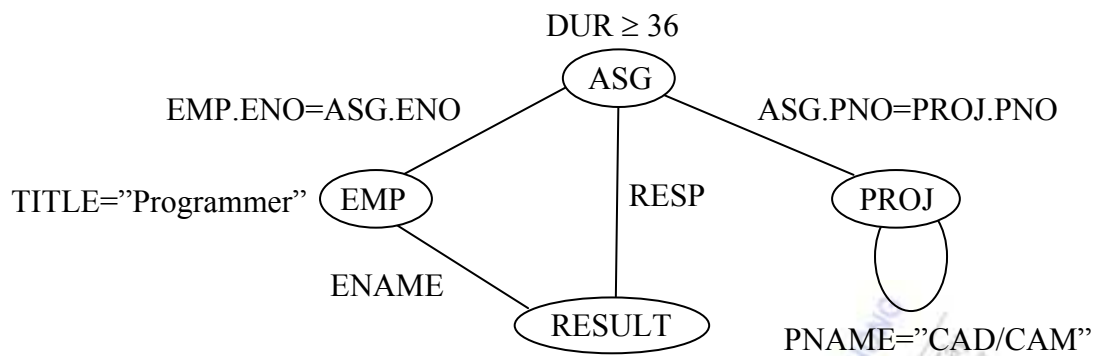 DUR ≥ 36
ASG
EMP.ENO=ASG.ENO
ASG.PNO=PROJ.PNO
TITLE=”Programmer”
EMP
RESP
PROJ
ENAME
RESULT
PNAME=”CAD/CAM”